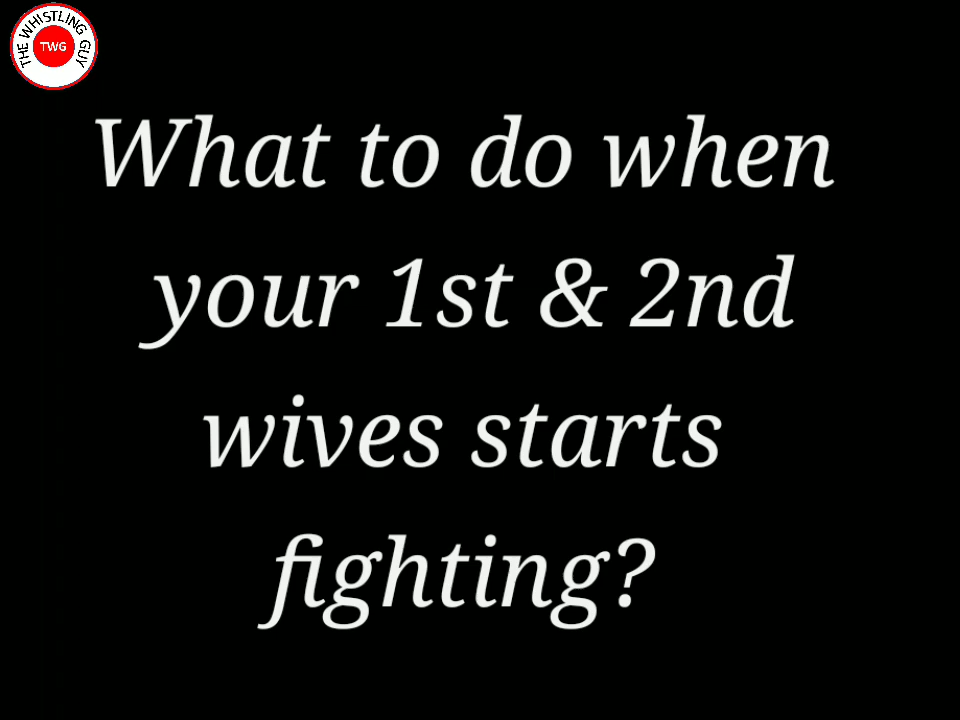 THE WHISTLING GUY
TWG
What to do when
your 1st & 2nd
wives starts
fighting?